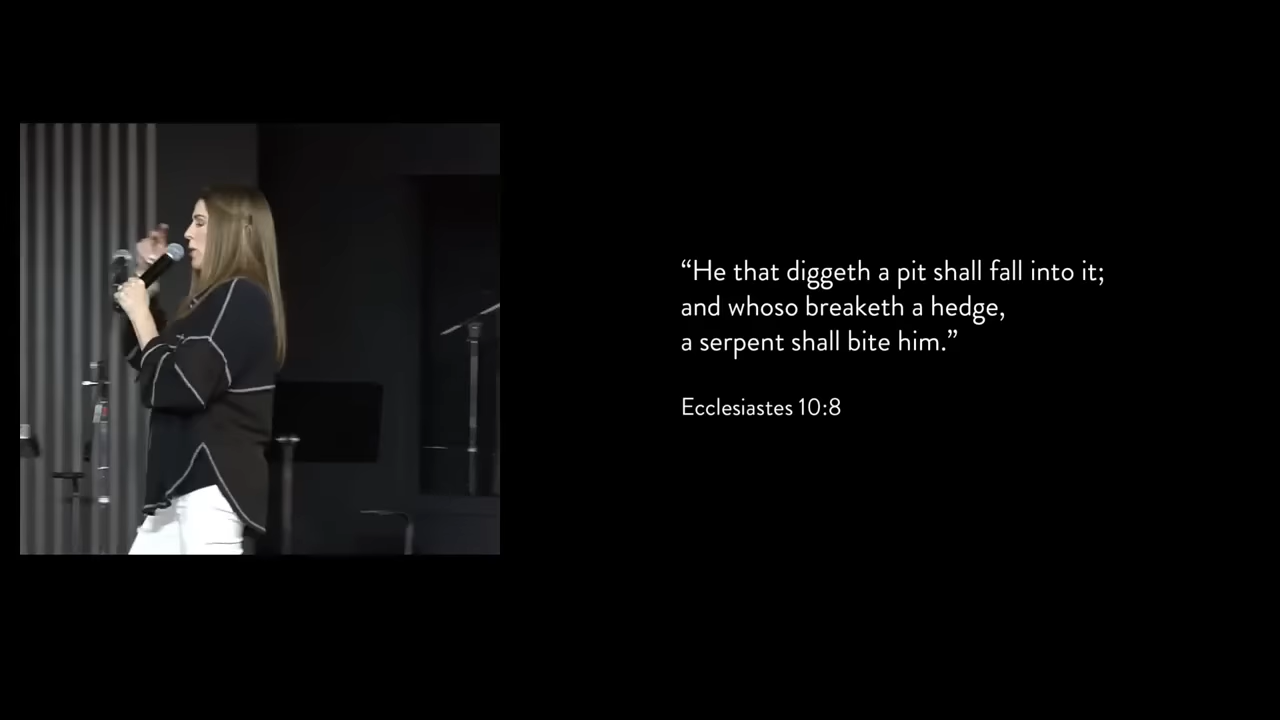 “He that diggeth a pit shall fall into it;
and whoso breaketh a hedge,
a serpent shall bite him.”
Ecclesiastes 10:8